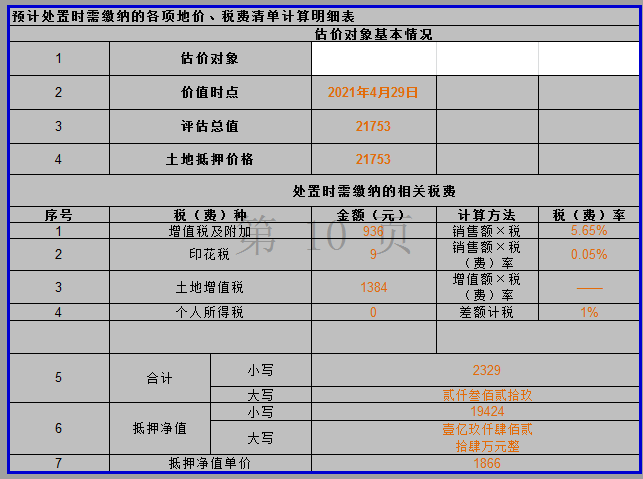 预计处置时需缴纳的各项地价、税费清单计算明细表
估价对象基本情况
1 估价对象
2 价值时点 2021年4月29日
3 评估总值 21753
4 土地抵押价格 21753
处置时需缴纳的相关税费
序号 税（费）种 金额（元） 计算方法 税（费）率
1 增值税及附加 936 销售额×税 5.65%
2 印花税 9 销售额×税
（费）率 0.05%
3 土地增值税 1384 增值额×税
（费）率 ——
4 个人所得税 0 差额计税 1%
5 合计 小写 2329
大写 贰仟叁佰贰拾玖
6 抵押净值 小写 19424
大写 壹亿玖仟肆佰贰
拾肆万元整
7 抵押净值单价 1866
第 10 页